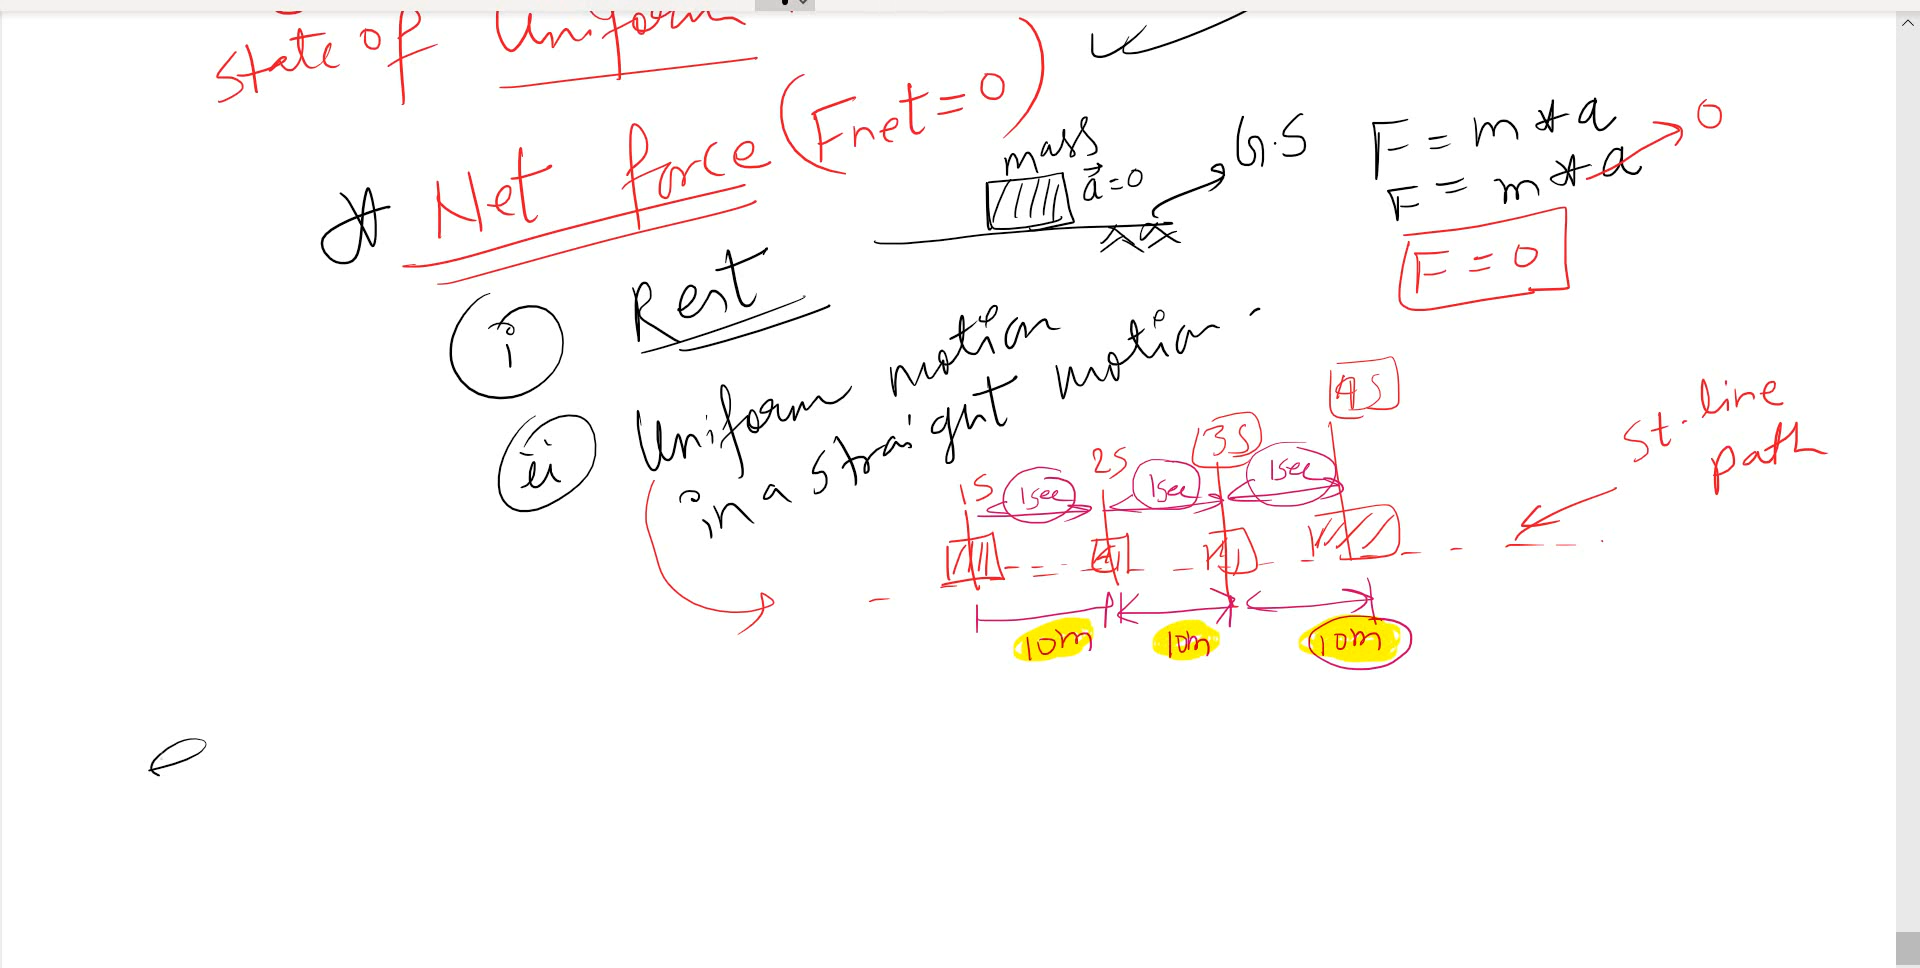 state of Uniform
* Net force (Fnet = 0)
mass
a⃗ = 0
G.S
F = m * a
F = m * a → 0
F = 0
i Rest
ii Uniform motion
in a straight motion.
1S 2S 3S 4S
1sec 1sec 1sec
st. line
path
10m 10m 10m